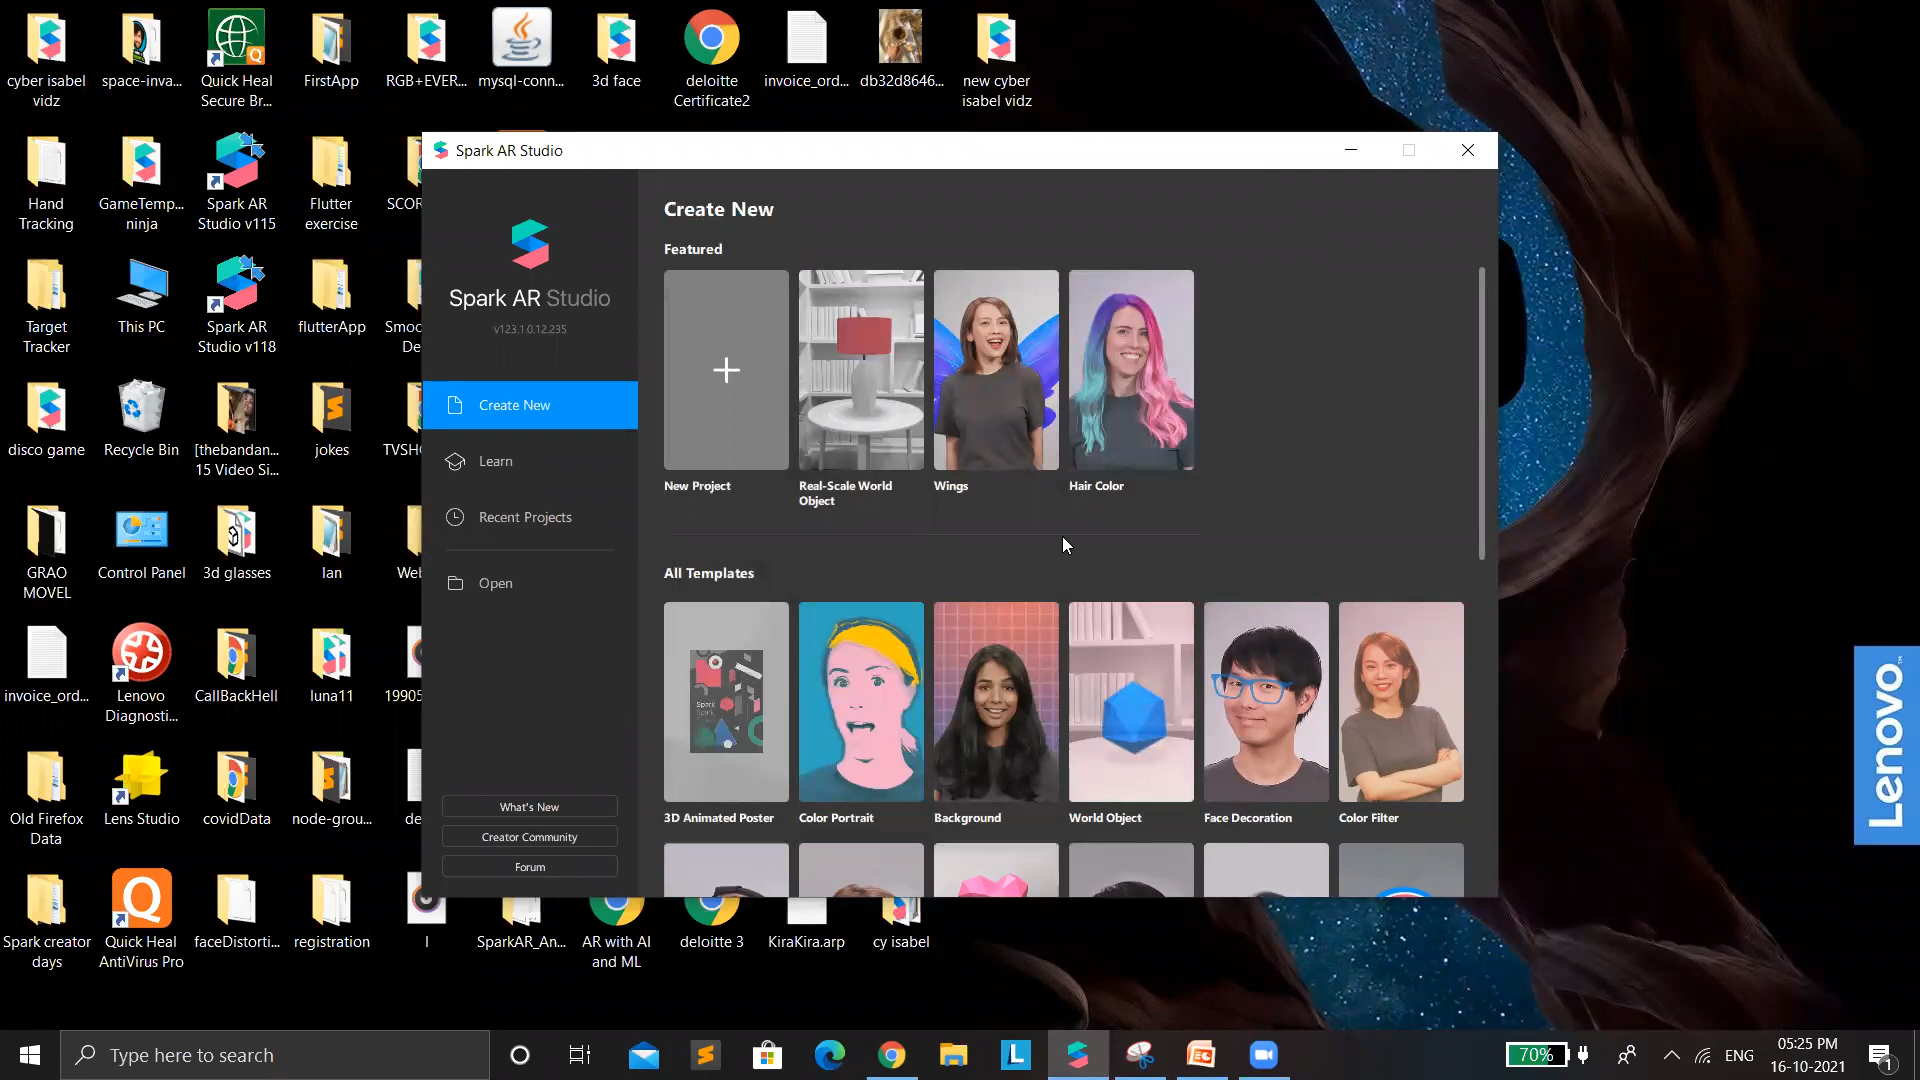 cyber isabel
vidz
space-inva...
Quick Heal
Secure Br...
FirstApp
RGB+EVER...
mysql-conn...
3d face
deloitte
Certificate2
invoice_ord...
db32d8646...
new cyber
isabel vidz
Hand
Tracking
GameTemp...
ninja
Spark AR
Studio v115
Flutter
exercise
SCOR
Target
Tracker
This PC
Spark AR
Studio v118
flutterApp
Smoo
De
disco game
Recycle Bin
[thebandan...
15 Video Si...
jokes
TVSH
GRAO
MOVEL
Control Panel
3d glasses
Wel
invoice_ord...
Lenovo
Diagnosti...
CallBackHell
luna11
19905
Old Firefox
Data
Lens Studio
covidData
node-grou...
de
Spark creator
days
Quick Heal
AntiVirus Pro
faceDistorti...
registration
SparkAR_An...
AR with AI
and ML
deloitte 3
KiraKira.arp
cy isabel
Spark AR Studio
Spark AR Studio
v123.1.0.12.235
Create New
Learn
Recent Projects
Open
What's New
Creator Community
Forum
Create New
Featured
New Project
Real-Scale World
Object
Wings
Hair Color
All Templates
3D Animated Poster
Color Portrait
Background
World Object
Face Decoration
Color Filter
Lenovo
Type here to search
70%
ENG
05:25 PM
16-10-2021
1